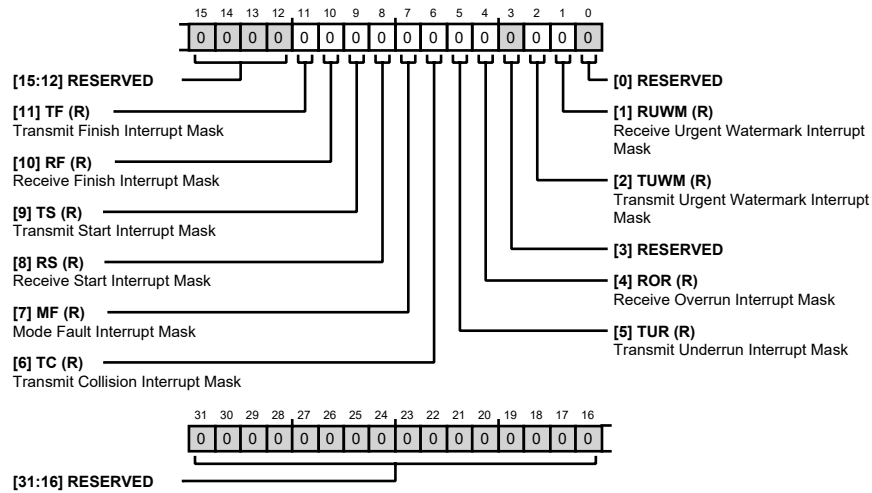 15 14 13 12 11 10 9 8 7 6 5 4 3 2 1 0
0 0 0 0 0 0 0 0 0 0 0 0 0 0 0 0
[15:12] RESERVED
[11] TF (R)
Transmit Finish Interrupt Mask
[10] RF (R)
Receive Finish Interrupt Mask
[9] TS (R)
Transmit Start Interrupt Mask
[8] RS (R)
Receive Start Interrupt Mask
[7] MF (R)
Mode Fault Interrupt Mask
[6] TC (R)
Transmit Collision Interrupt Mask
[0] RESERVED
[1] RUWM (R)
Receive Urgent Watermark Interrupt
Mask
[2] TUWM (R)
Transmit Urgent Watermark Interrupt
Mask
[3] RESERVED
[4] ROR (R)
Receive Overrun Interrupt Mask
[5] TUR (R)
Transmit Underrun Interrupt Mask
31 30 29 28 27 26 25 24 23 22 21 20 19 18 17 16
0 0 0 0 0 0 0 0 0 0 0 0 0 0 0 0
[31:16] RESERVED